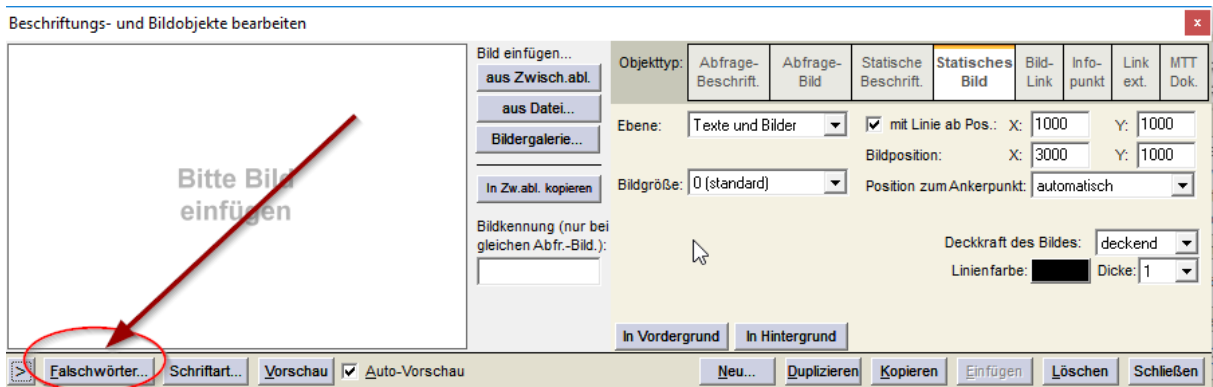 Beschriftungs- und Bildobjekte bearbeiten
x
Bitte Bild
einfügen
Bild einfügen...
aus Zwisch.abl.
aus Datei...
Bildergalerie...
In Zw.abl. kopieren
Bildkennung (nur bei
gleichen Abfr.-Bild.):
Objekttyp:
Abfrage-
Beschrift.
Abfrage-
Bild
Statische
Beschrift.
Statisches
Bild
Bild-
Link
Info-
punkt
Link
ext.
MTT
Dok.
Ebene: Texte und Bilder
mit Linie ab Pos.: X: 1000 Y: 1000
Bildposition: X: 3000 Y: 1000
Bildgröße: 0 (standard)
Position zum Ankerpunkt: automatisch
Deckkraft des Bildes: deckend
Linienfarbe: Dicke: 1
In Vordergrund In Hintergrund
> Falschwörter... Schriftart... Vorschau Auto-Vorschau Neu... Duplizieren Kopieren Einfügen Löschen Schließen